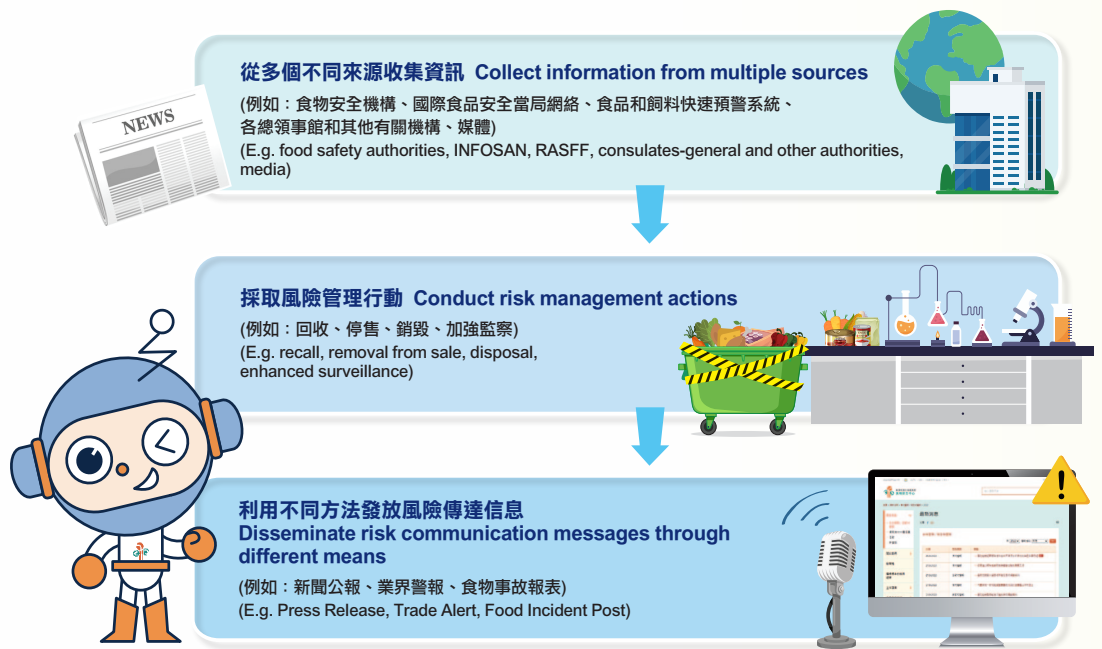 NEWS
從多個不同來源收集資訊 Collect information from multiple sources
(例如：食物安全機構、國際食品安全當局網絡、食品和飼料快速預警系統、
各總領事館和其他有關機構、媒體)
(E.g. food safety authorities, INFOSAN, RASFF, consulates-general and other authorities,
media)
採取風險管理行動 Conduct risk management actions
(例如：回收、停售、銷毀、加強監察)
(E.g. recall, removal from sale, disposal,
enhanced surveillance)
利用不同方法發放風險傳達信息
Disseminate risk communication messages through
different means
(例如：新聞公報、業界警報、食物事故報表)
(E.g. Press Release, Trade Alert, Food Incident Post)